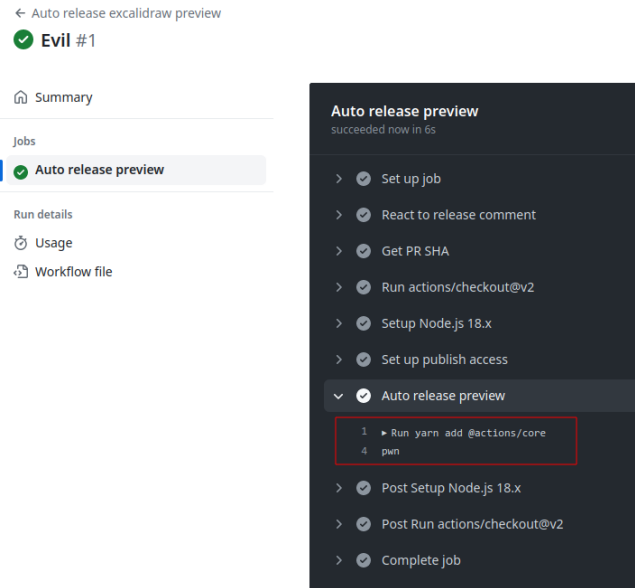 ← Auto release excalidraw preview
Evil #1
Summary
Jobs
Auto release preview
Run details
Usage
Workflow file
Auto release preview
succeeded now in 6s
Set up job
React to release comment
Get PR SHA
Run actions/checkout@v2
Setup Node.js 18.x
Set up publish access
Auto release preview
1 ▸ Run yarn add @actions/core
4 pwn
Post Setup Node.js 18.x
Post Run actions/checkout@v2
Complete job